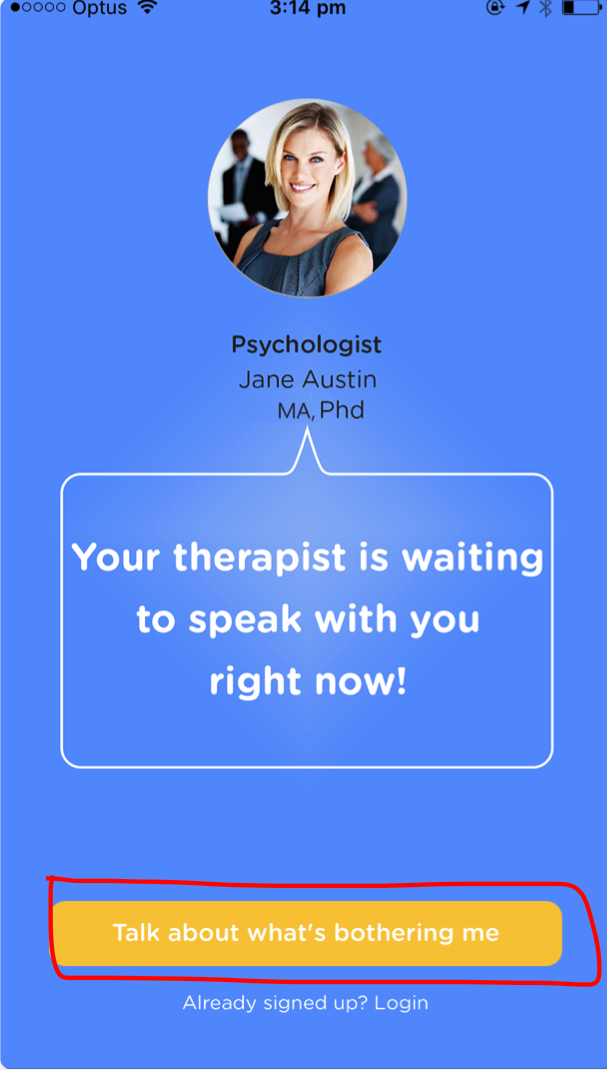 Optus 3:14 pm
Psychologist
Jane Austin
MA, Phd
Your therapist is waiting
to speak with you
right now!
Talk about what's bothering me
Already signed up? Login